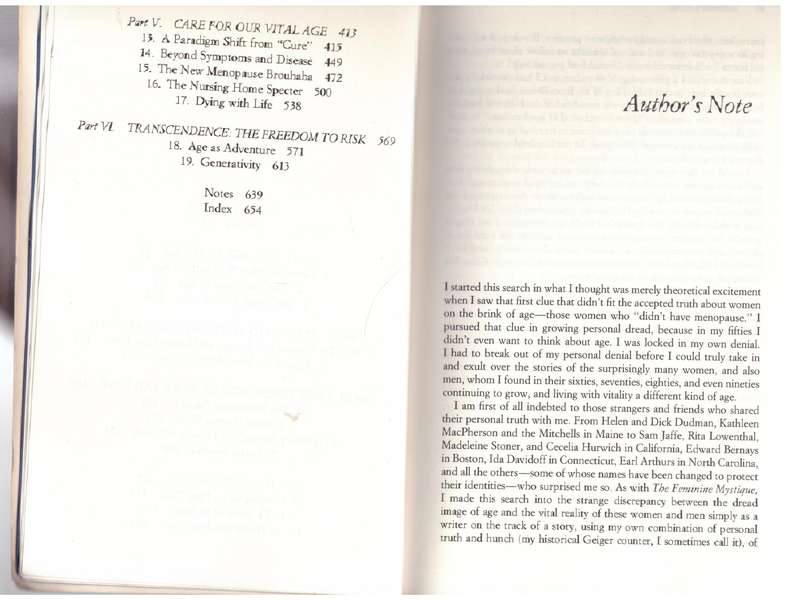 Part V. CARE FOR OUR VITAL AGE 413
13. A Paradigm Shift from “Cure” 415
14. Beyond Symptoms and Disease 449
15. The New Menopause Brouhaha 472
16. The Nursing Home Specter 500
17. Dying with Life 538
Part VI. TRANSCENDENCE: THE FREEDOM TO RISK 569
18. Age as Adventure 571
19. Generativity 613
Notes 639
Index 654
Author's Note
I started this search in what I thought was merely theoretical excitement
when I saw that first clue that didn't fit the accepted truth about women
on the brink of age—those women who “didn't have menopause.” I
pursued that clue in growing personal dread, because in my fifties I
didn't even want to think about age. I was locked in my own denial.
I had to break out of my personal denial before I could truly take in
and exult over the stories of the surprisingly many women, and also
men, whom I found in their sixties, seventies, eighties, and even nineties
continuing to grow, and living with vitality a different kind of age.
I am first of all indebted to those strangers and friends who shared
their personal truth with me. From Helen and Dick Dudman, Kathleen
MacPherson and the Mitchells in Maine to Sam Jaffe, Rita Lowenthal,
Madeleine Stoner, and Cecelia Hurwich in California, Edward Bernays
in Boston, Ida Davidoff in Connecticut, Earl Arthurs in North Carolina,
and all the others—some of whose names have been changed to protect
their identities—who surprised me so. As with The Feminine Mystique,
I made this search into the strange discrepancy between the dread
image of age and the vital reality of these women and men simply as a
writer on the track of a story, using my own combination of personal
truth and hunch (my historical Geiger counter, I sometimes call it), of